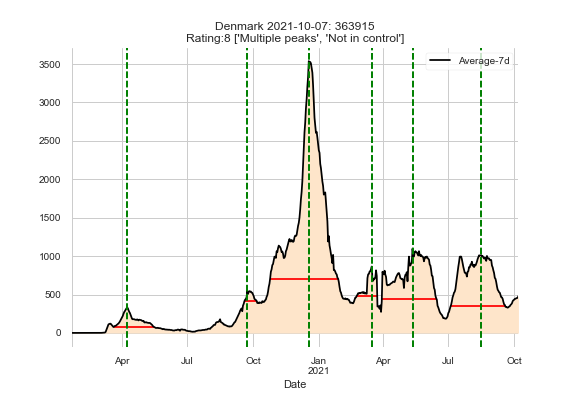 Denmark 2021-10-07: 363915
Rating:8 ['Multiple peaks', 'Not in control']
Average-7d
3500
3000
2500
2000
1500
1000
500
0
Apr
Jul
Oct
Jan
2021
Apr
Jul
Oct
Date